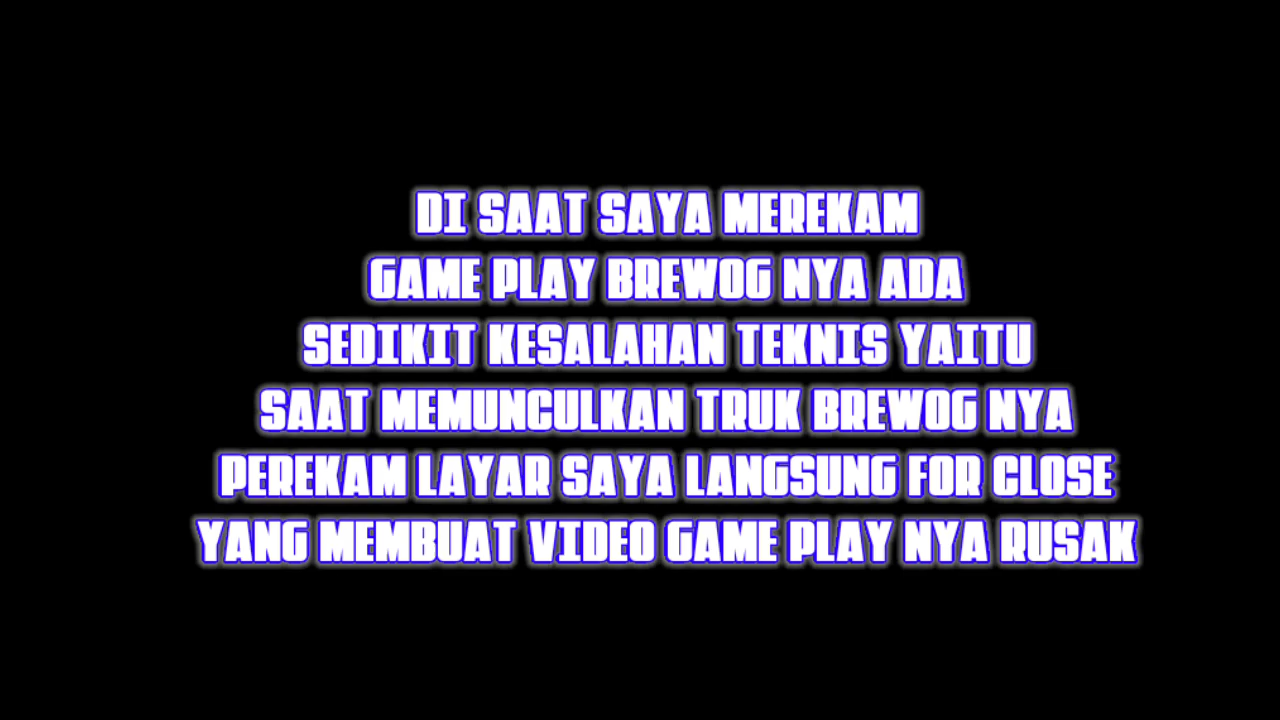 DI SAAT SAYA MEREKAM
GAME PLAY BREWOG NYA ADA
SEDIKIT KESALAHAN TEKNIS YAITU
SAAT MEMUNCULKAN TRUK BREWOG NYA
PEREKAM LAYAR SAYA LANGSUNG FOR CLOSE
YANG MEMBUAT VIDEO GAME PLAY NYA RUSAK